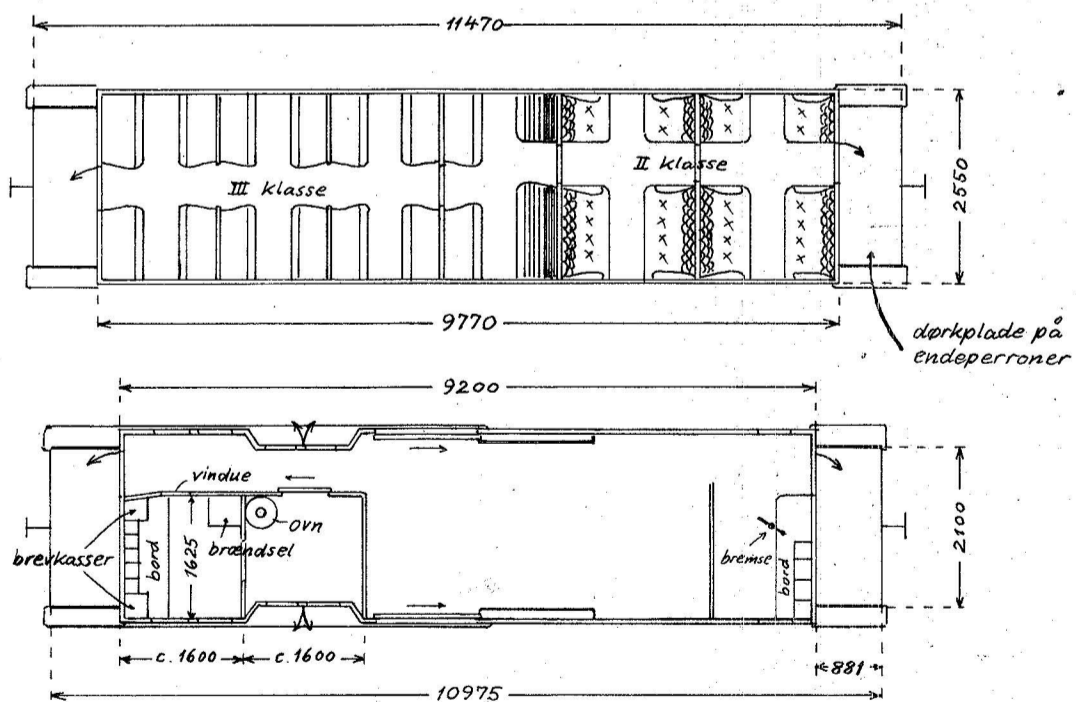 11470
III klasse
II klasse
2550
9770
dørkplade på
endeperroner
9200
vindue
ovn
brændsel
brevkasser
bord
1625
bremse
bord
2100
c. 1600
c. 1600
881
10975